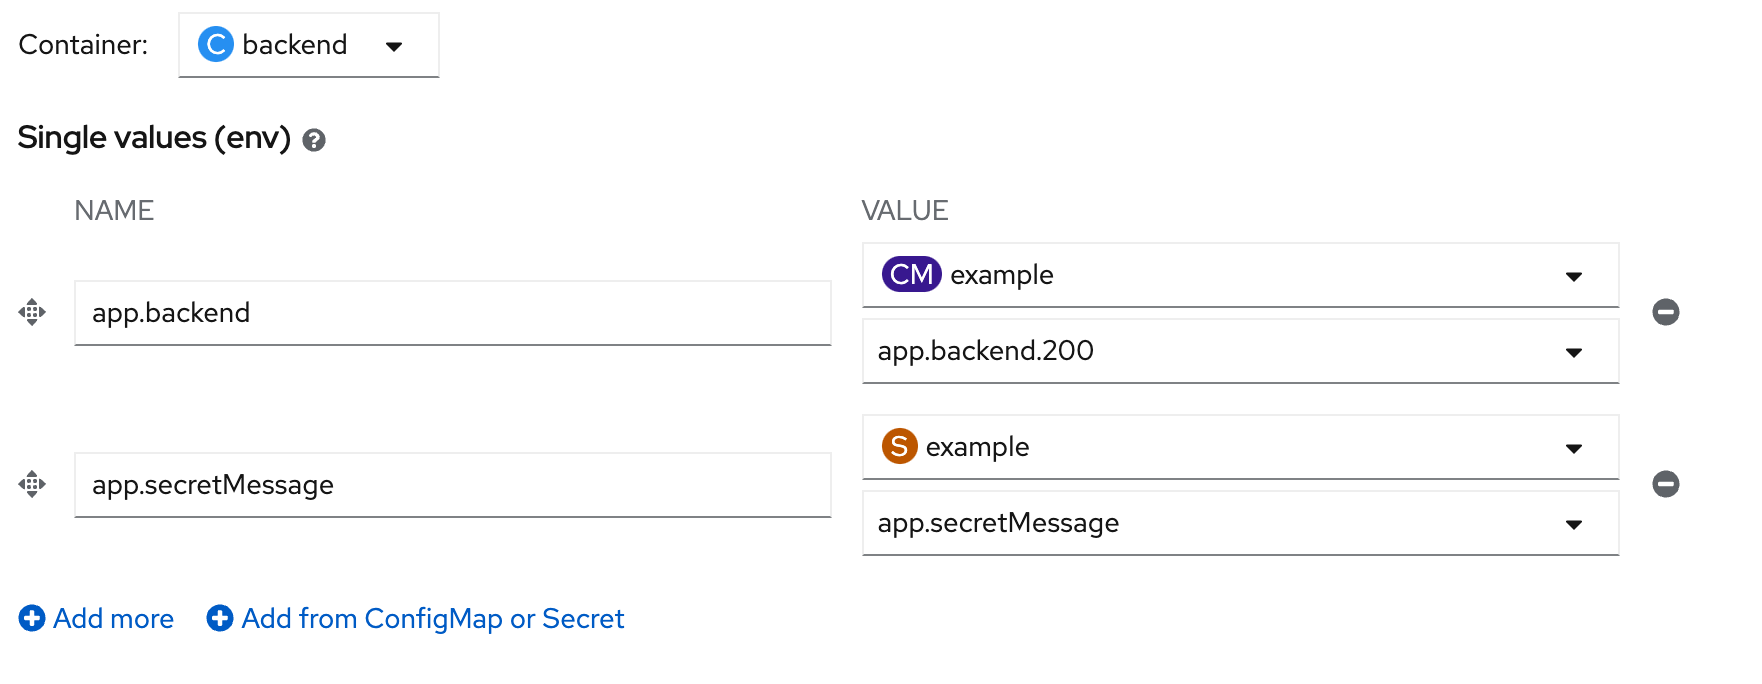 Container: C backend
Single values (env) ?
NAME VALUE
CM example
app.backend
app.backend.200
S example
app.secretMessage
app.secretMessage
Add more Add from ConfigMap or Secret